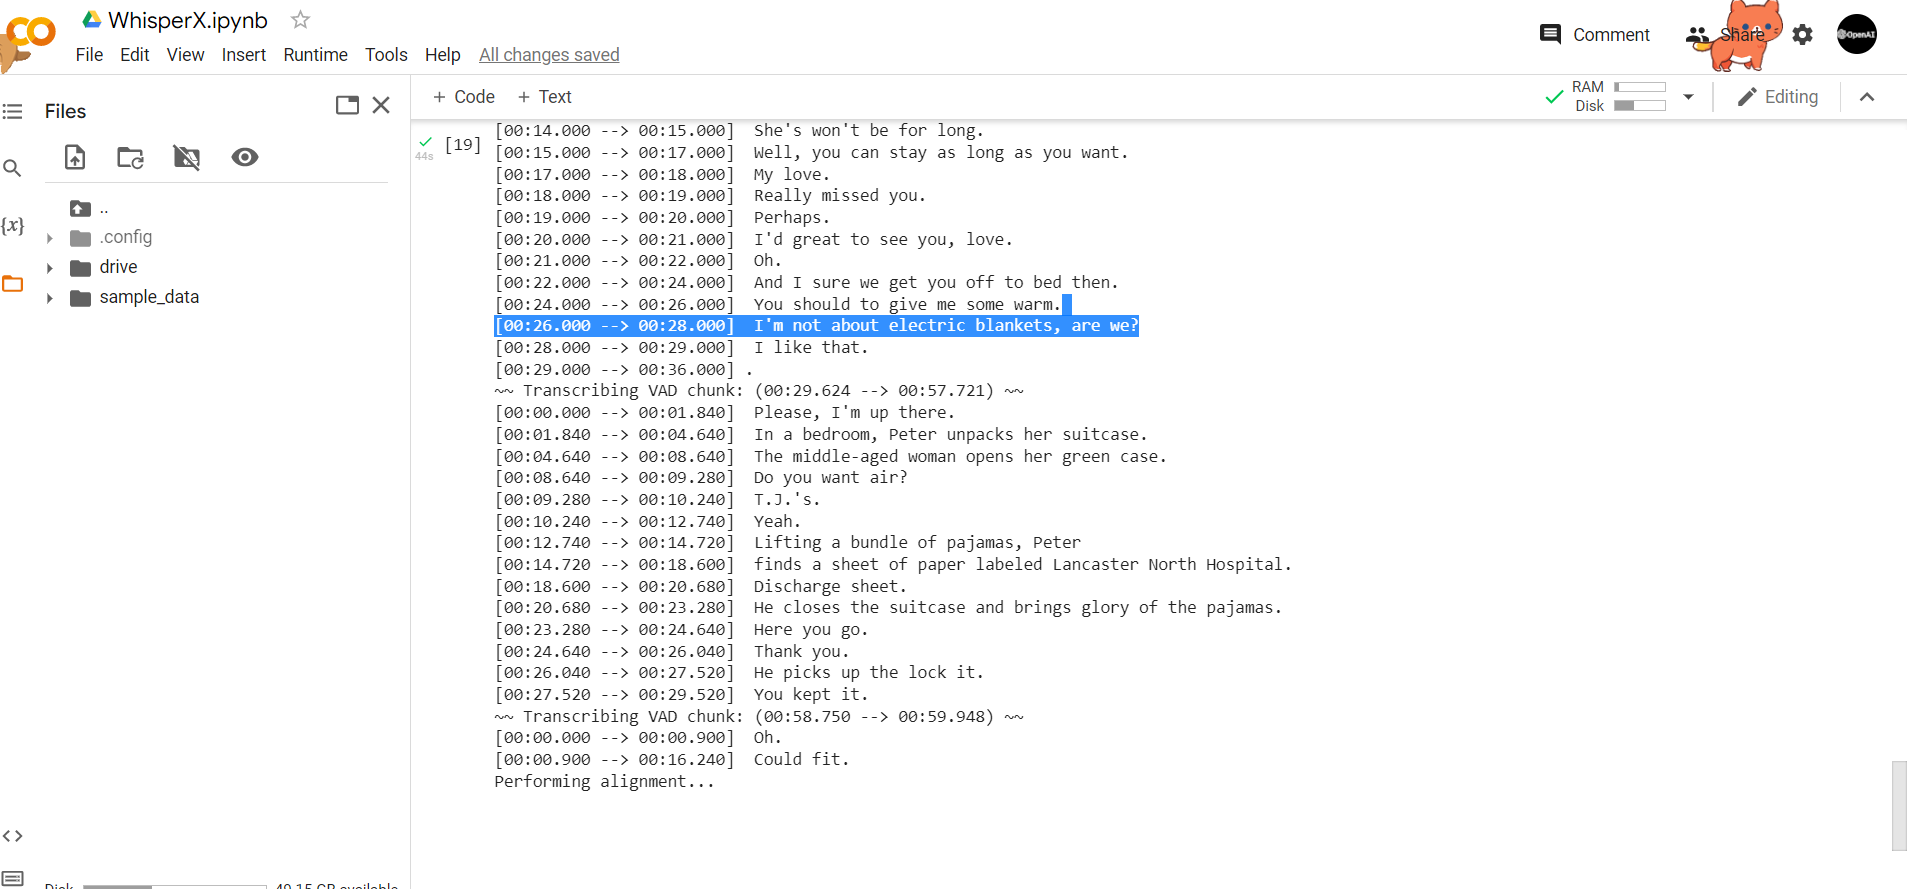 WhisperX.ipynb
File Edit View Insert Runtime Tools Help All changes saved
Comment Share OpenAI
Files
+ Code + Text
RAM
Disk
Editing
{x}
..
.config
drive
sample_data
44s
[19]
[00:14.000 --> 00:15.000]  She's won't be for long.
[00:15.000 --> 00:17.000]  Well, you can stay as long as you want.
[00:17.000 --> 00:18.000]  My love.
[00:18.000 --> 00:19.000]  Really missed you.
[00:19.000 --> 00:20.000]  Perhaps.
[00:20.000 --> 00:21.000]  I'd great to see you, love.
[00:21.000 --> 00:22.000]  Oh.
[00:22.000 --> 00:24.000]  And I sure we get you off to bed then.
[00:24.000 --> 00:26.000]  You should to give me some warm.
[00:26.000 --> 00:28.000]  I'm not about electric blankets, are we?
[00:28.000 --> 00:29.000]  I like that.
[00:29.000 --> 00:36.000] .
~~ Transcribing VAD chunk: (00:29.624 --> 00:57.721) ~~
[00:00.000 --> 00:01.840]  Please, I'm up there.
[00:01.840 --> 00:04.640]  In a bedroom, Peter unpacks her suitcase.
[00:04.640 --> 00:08.640]  The middle-aged woman opens her green case.
[00:08.640 --> 00:09.280]  Do you want air?
[00:09.280 --> 00:10.240]  T.J.'s.
[00:10.240 --> 00:12.740]  Yeah.
[00:12.740 --> 00:14.720]  Lifting a bundle of pajamas, Peter
[00:14.720 --> 00:18.600]  finds a sheet of paper labeled Lancaster North Hospital.
[00:18.600 --> 00:20.680]  Discharge sheet.
[00:20.680 --> 00:23.280]  He closes the suitcase and brings glory of the pajamas.
[00:23.280 --> 00:24.640]  Here you go.
[00:24.640 --> 00:26.040]  Thank you.
[00:26.040 --> 00:27.520]  He picks up the lock it.
[00:27.520 --> 00:29.520]  You kept it.
~~ Transcribing VAD chunk: (00:58.750 --> 00:59.948) ~~
[00:00.000 --> 00:00.900]  Oh.
[00:00.900 --> 00:16.240]  Could fit.
Performing alignment...
Disk 49.15 GB available